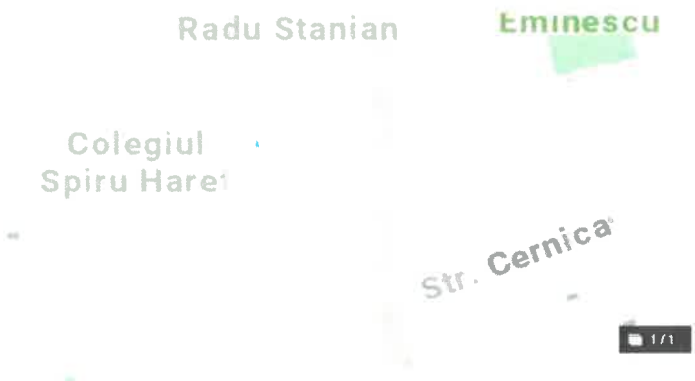 Radu Stanian
Eminescu
Colegiul
Spiru Haret
Str. Cernica
1/1